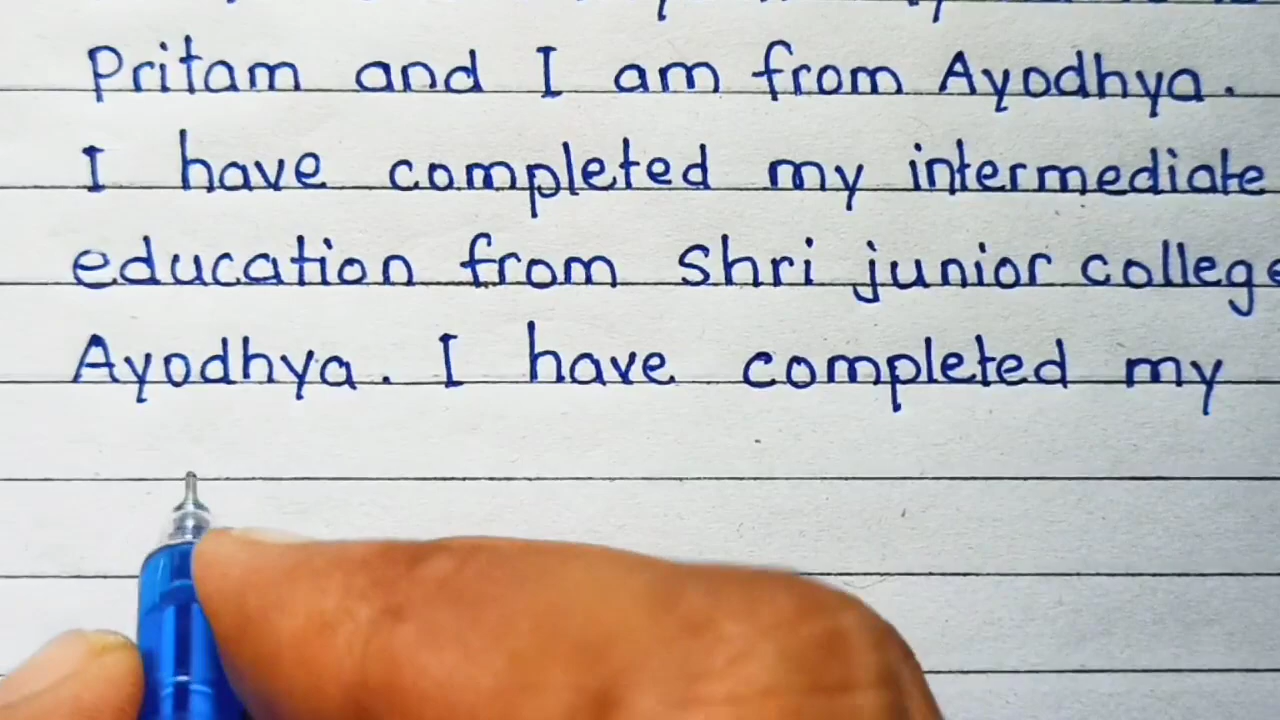 Pritam and I am from Ayodhya.
I have completed my intermediate
education from shri junior college
Ayodhya. I have completed my